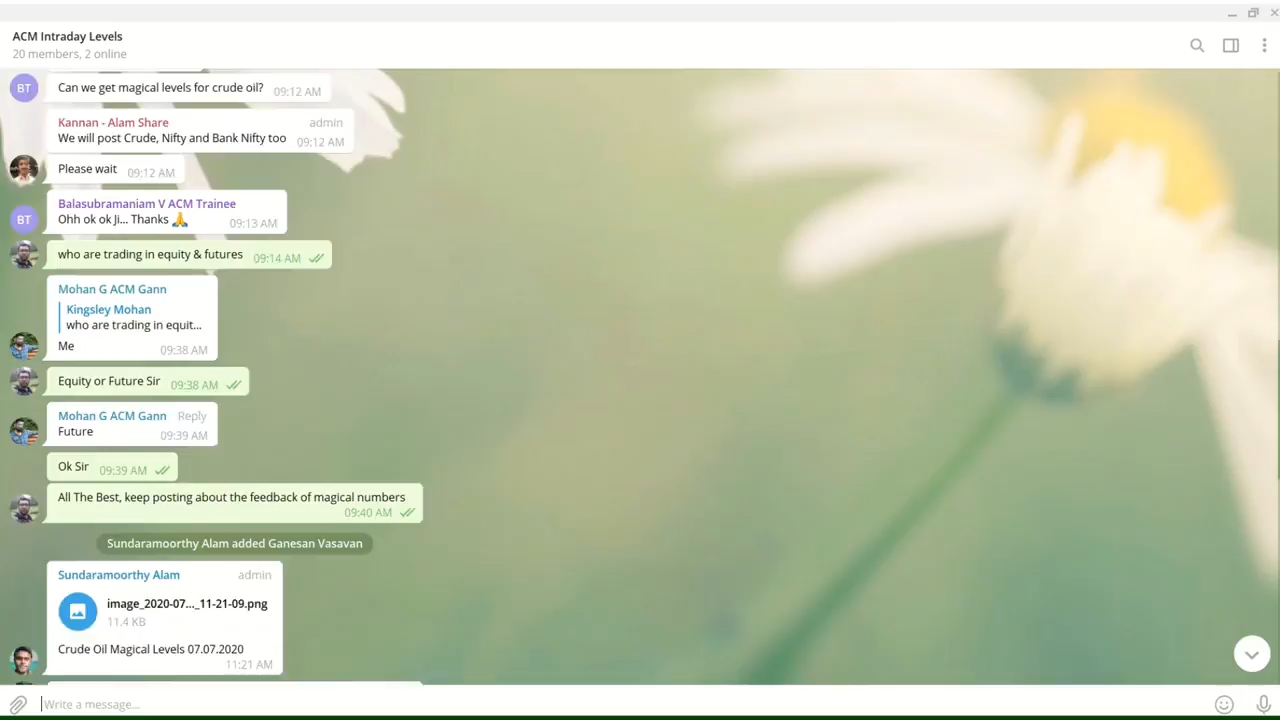 ACM Intraday Levels
20 members, 2 online
BT
Can we get magical levels for crude oil? 09:12 AM
Kannan - Alam Share admin
We will post Crude, Nifty and Bank Nifty too 09:12 AM
Please wait 09:12 AM
Balasubramaniam V ACM Trainee
BT
Ohh ok ok Ji... Thanks 🙏 09:13 AM
who are trading in equity & futures 09:14 AM
Mohan G ACM Gann
Kingsley Mohan
who are trading in equit...
Me 09:38 AM
Equity or Future Sir 09:38 AM
Mohan G ACM Gann Reply
Future 09:39 AM
Ok Sir 09:39 AM
All The Best, keep posting about the feedback of magical numbers
09:40 AM
Sundaramoorthy Alam added Ganesan Vasavan
Sundaramoorthy Alam admin
image_2020-07..._11-21-09.png
11.4 KB
Crude Oil Magical Levels 07.07.2020
11:21 AM
Write a message...